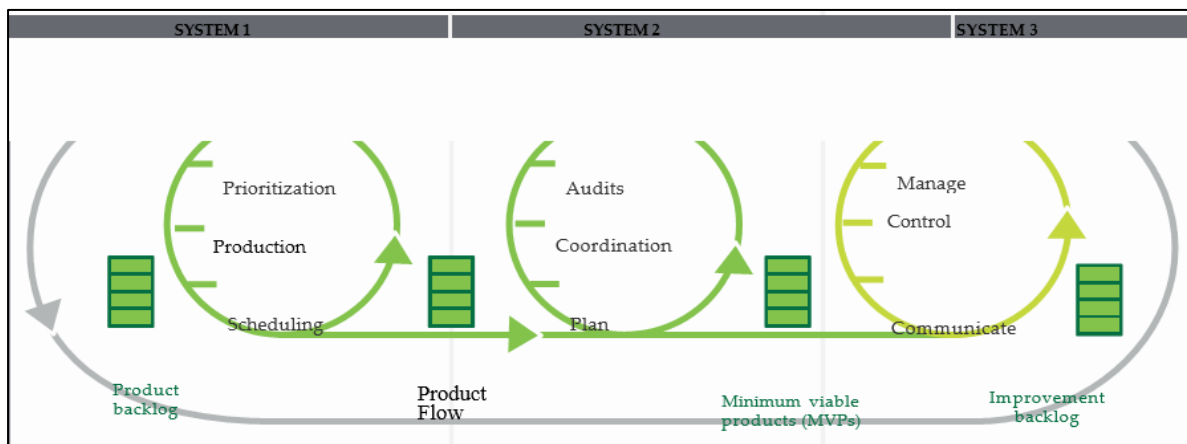 SYSTEM 1
SYSTEM 2
SYSTEM 3
Prioritization
Production
Scheduling
Audits
Coordination
Plan
Manage
Control
Communicate
Product
backlog
Product
Flow
Minimum viable
products (MVPs)
Improvement
backlog